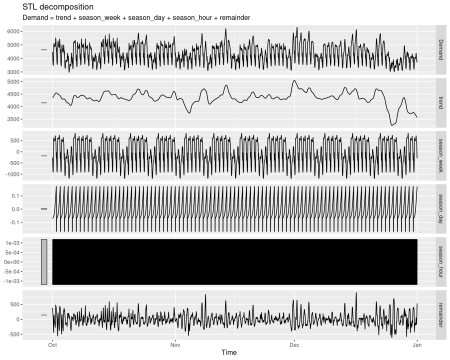 STL decomposition
Demand = trend + season_week + season_day + season_hour + remainder
6000
5000
4000
3000
Demand
5000
4500
4000
3500
trend
500
0
-500
-1000
season_week
0.1
0.0
-0.1
season_day
1e-03
5e-04
0e+00
-5e-04
-1e-03
season_hour
500
0
-500
remainder
Oct
Nov
Dec
Jan
Time